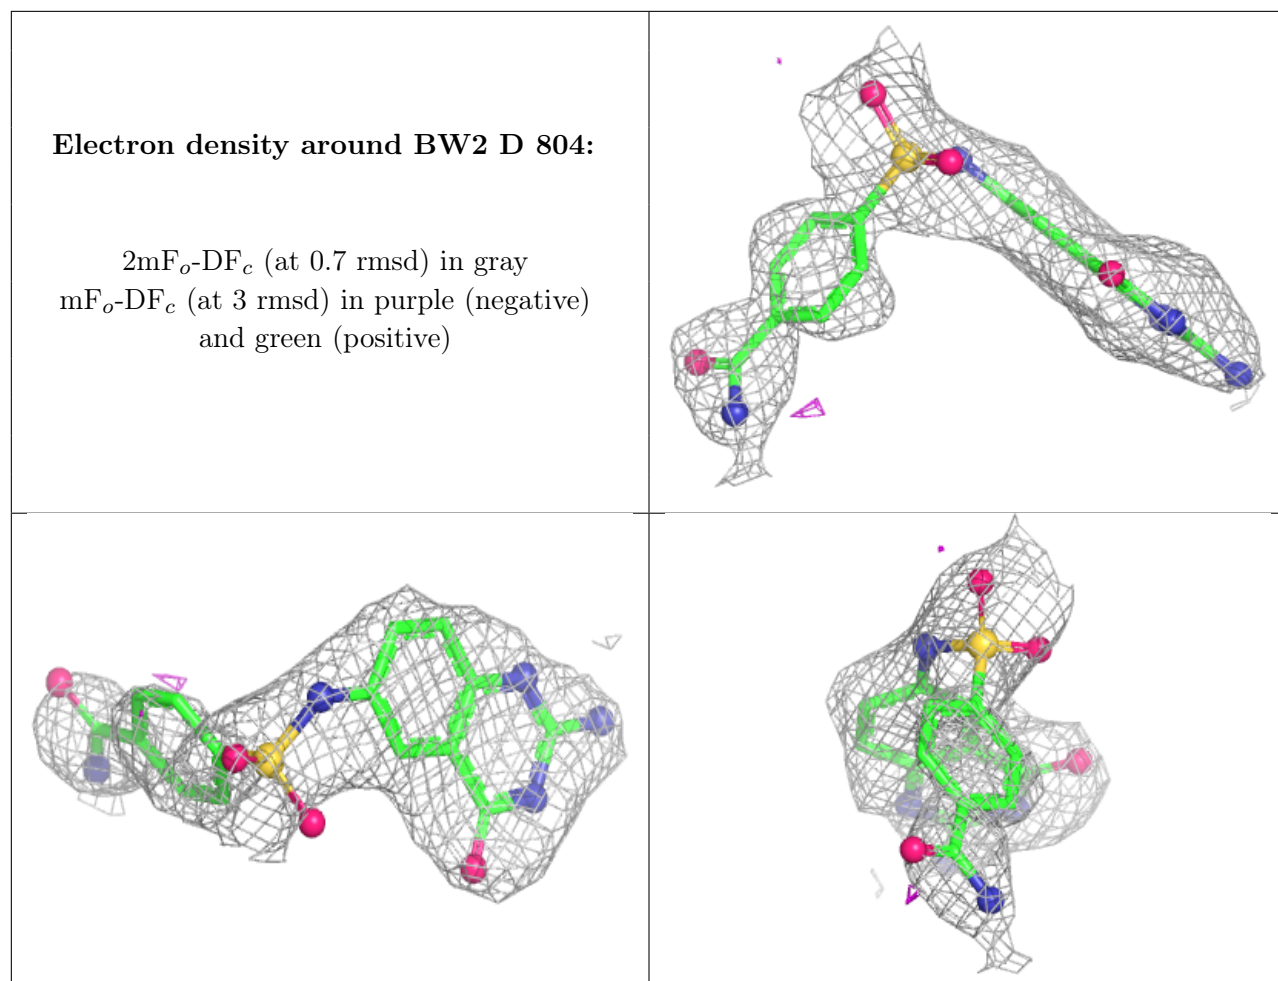 Electron density around BW2 D 804:
2mFo-DFc (at 0.7 rmsd) in gray
mFo-DFc (at 3 rmsd) in purple (negative)
and green (positive)